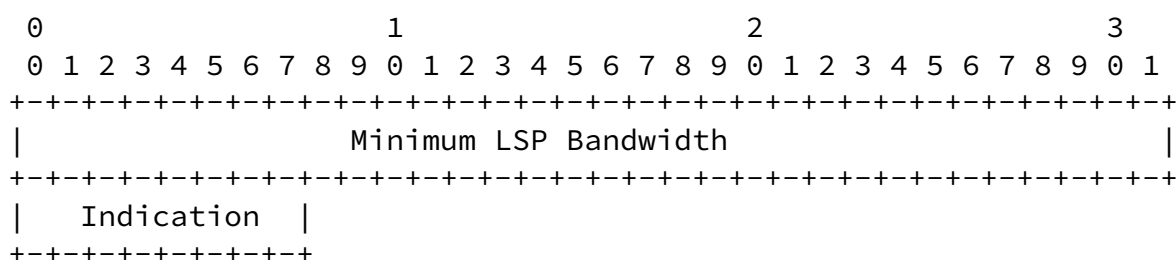 0                   1                   2                   3
 0 1 2 3 4 5 6 7 8 9 0 1 2 3 4 5 6 7 8 9 0 1 2 3 4 5 6 7 8 9 0 1
+-+-+-+-+-+-+-+-+-+-+-+-+-+-+-+-+-+-+-+-+-+-+-+-+-+-+-+-+-+-+-+-+
|                  Minimum LSP Bandwidth                        |
+-+-+-+-+-+-+-+-+-+-+-+-+-+-+-+-+-+-+-+-+-+-+-+-+-+-+-+-+-+-+-+-+
|   Indication  |
+-+-+-+-+-+-+-+-+